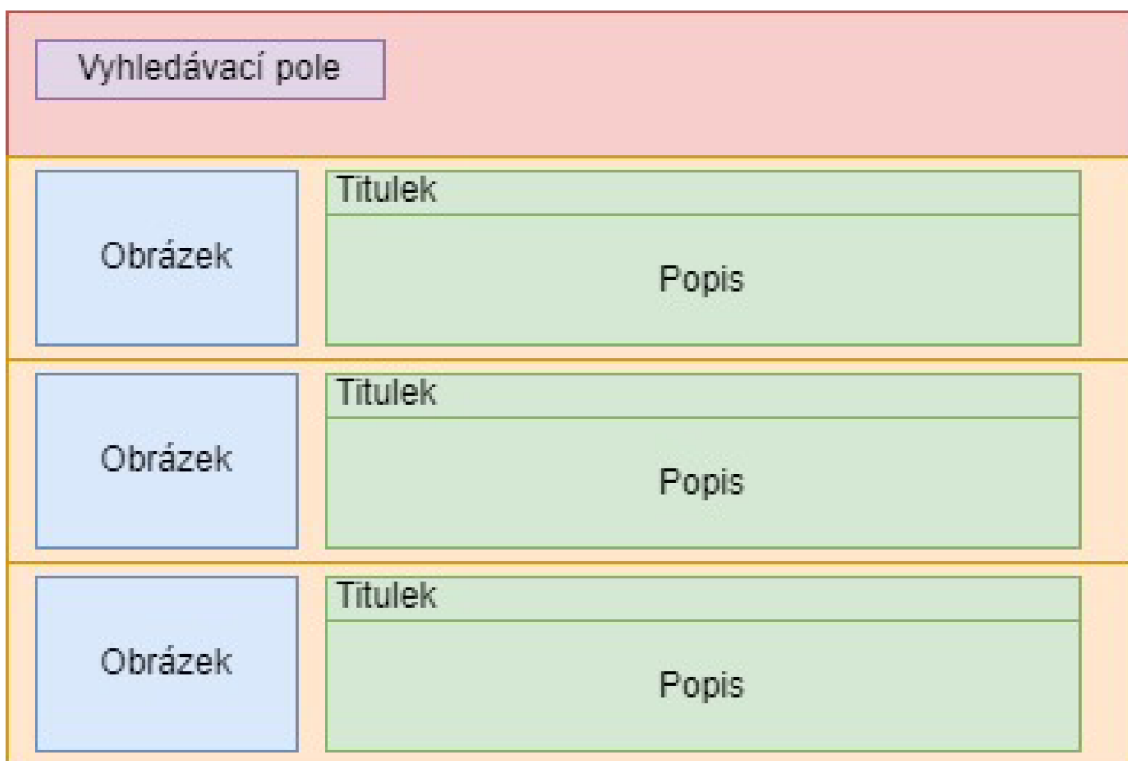 Vyhledávací pole
Obrázek
Titulek
Popis
Obrázek
Titulek
Popis
Obrázek
Titulek
Popis